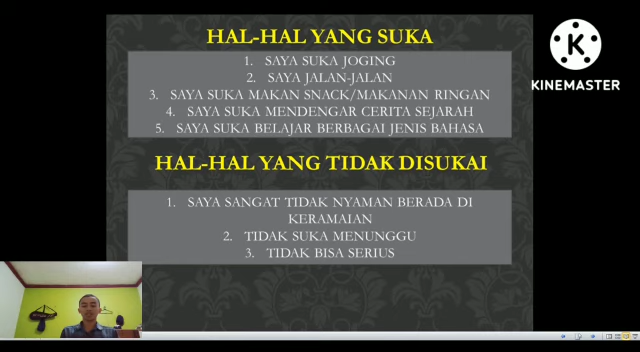 HAL-HAL YANG SUKA
1. SAYA SUKA JOGING
2. SAYA JALAN-JALAN
3. SAYA SUKA MAKAN SNACK/MAKANAN RINGAN
4. SAYA SUKA MENDENGAR CERITA SEJARAH
5. SAYA SUKA BELAJAR BERBAGAI JENIS BAHASA
HAL-HAL YANG TIDAK DISUKAI
1. SAYA SANGAT TIDAK NYAMAN BERADA DI
KERAMAIAN
2. TIDAK SUKA MENUNGGU
3. TIDAK BISA SERIUS
K
KINEMASTER